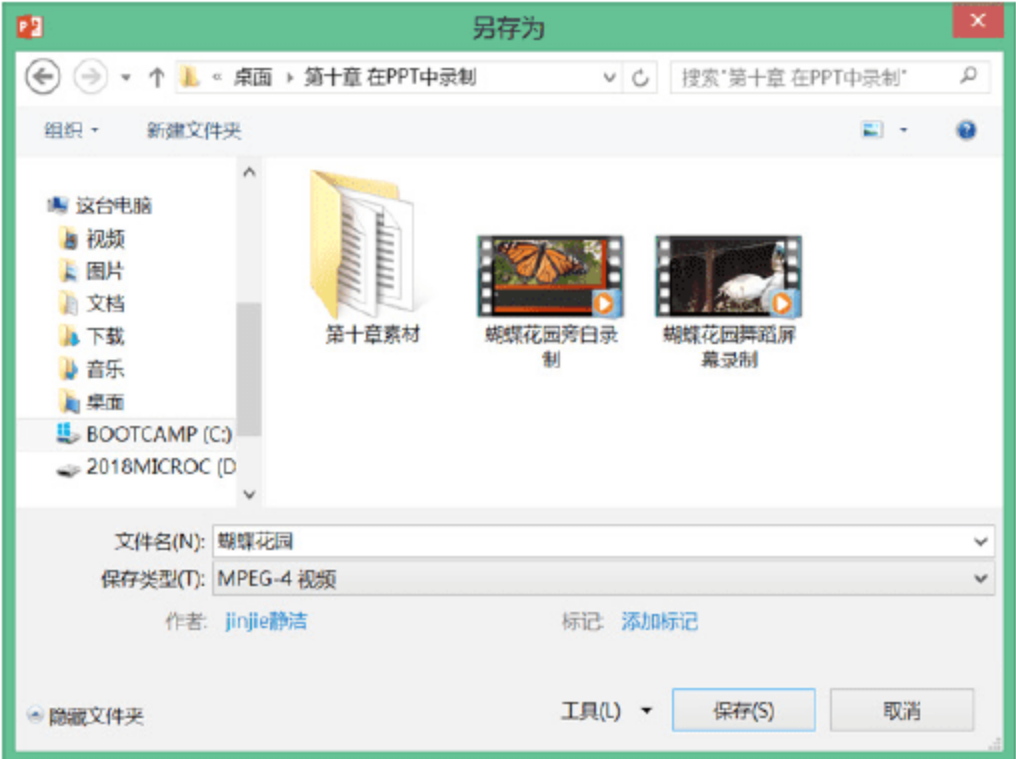 另存为
« 桌面 › 第十章 在PPT中录制
搜索"第十章 在PPT中录制"
组织
新建文件夹
这台电脑
视频
图片
文档
下载
音乐
桌面
BOOTCAMP (C:)
2018MICROC (D
第十章素材
蝴蝶花园旁白录
制
蝴蝶花园舞蹈屏
幕录制
文件名(N): 蝴蝶花园
保存类型(T): MPEG-4 视频
作者: jinjie静洁
标记: 添加标记
隐藏文件夹
工具(L)
保存(S)
取消